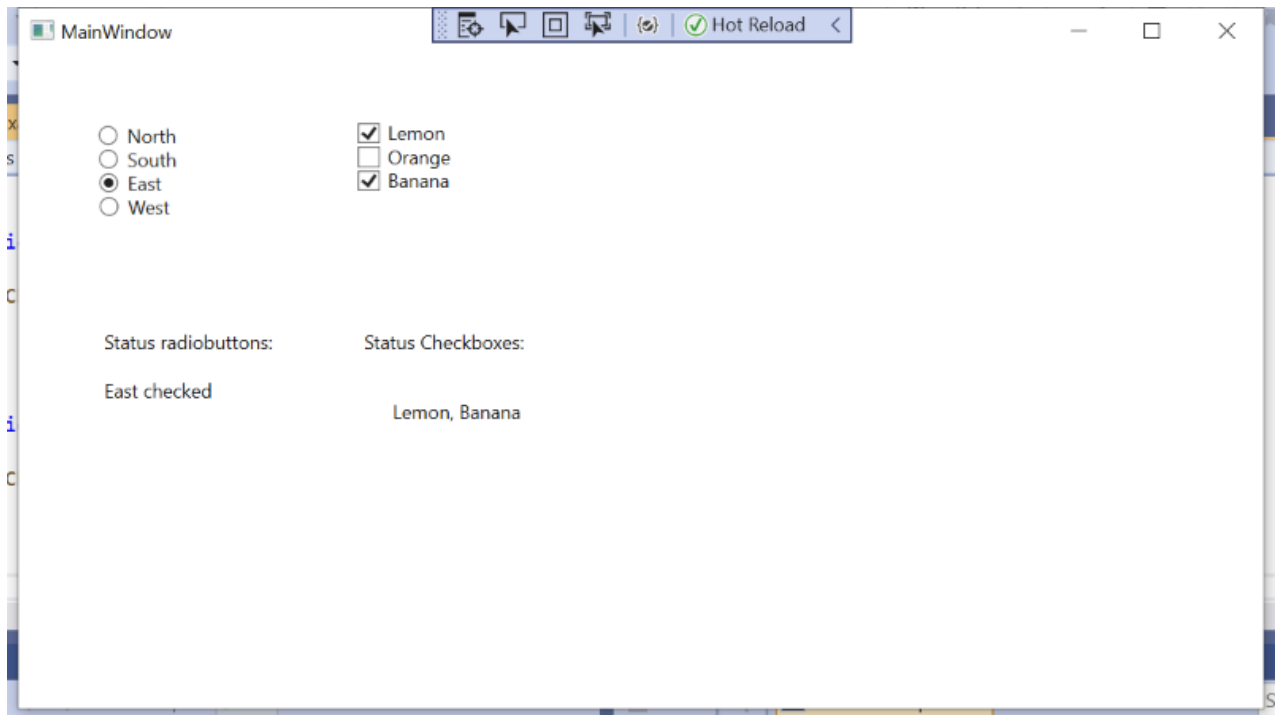 MainWindow
Hot Reload
North
South
East
West
Lemon
Orange
Banana
Status radiobuttons:
Status Checkboxes:
East checked
Lemon, Banana